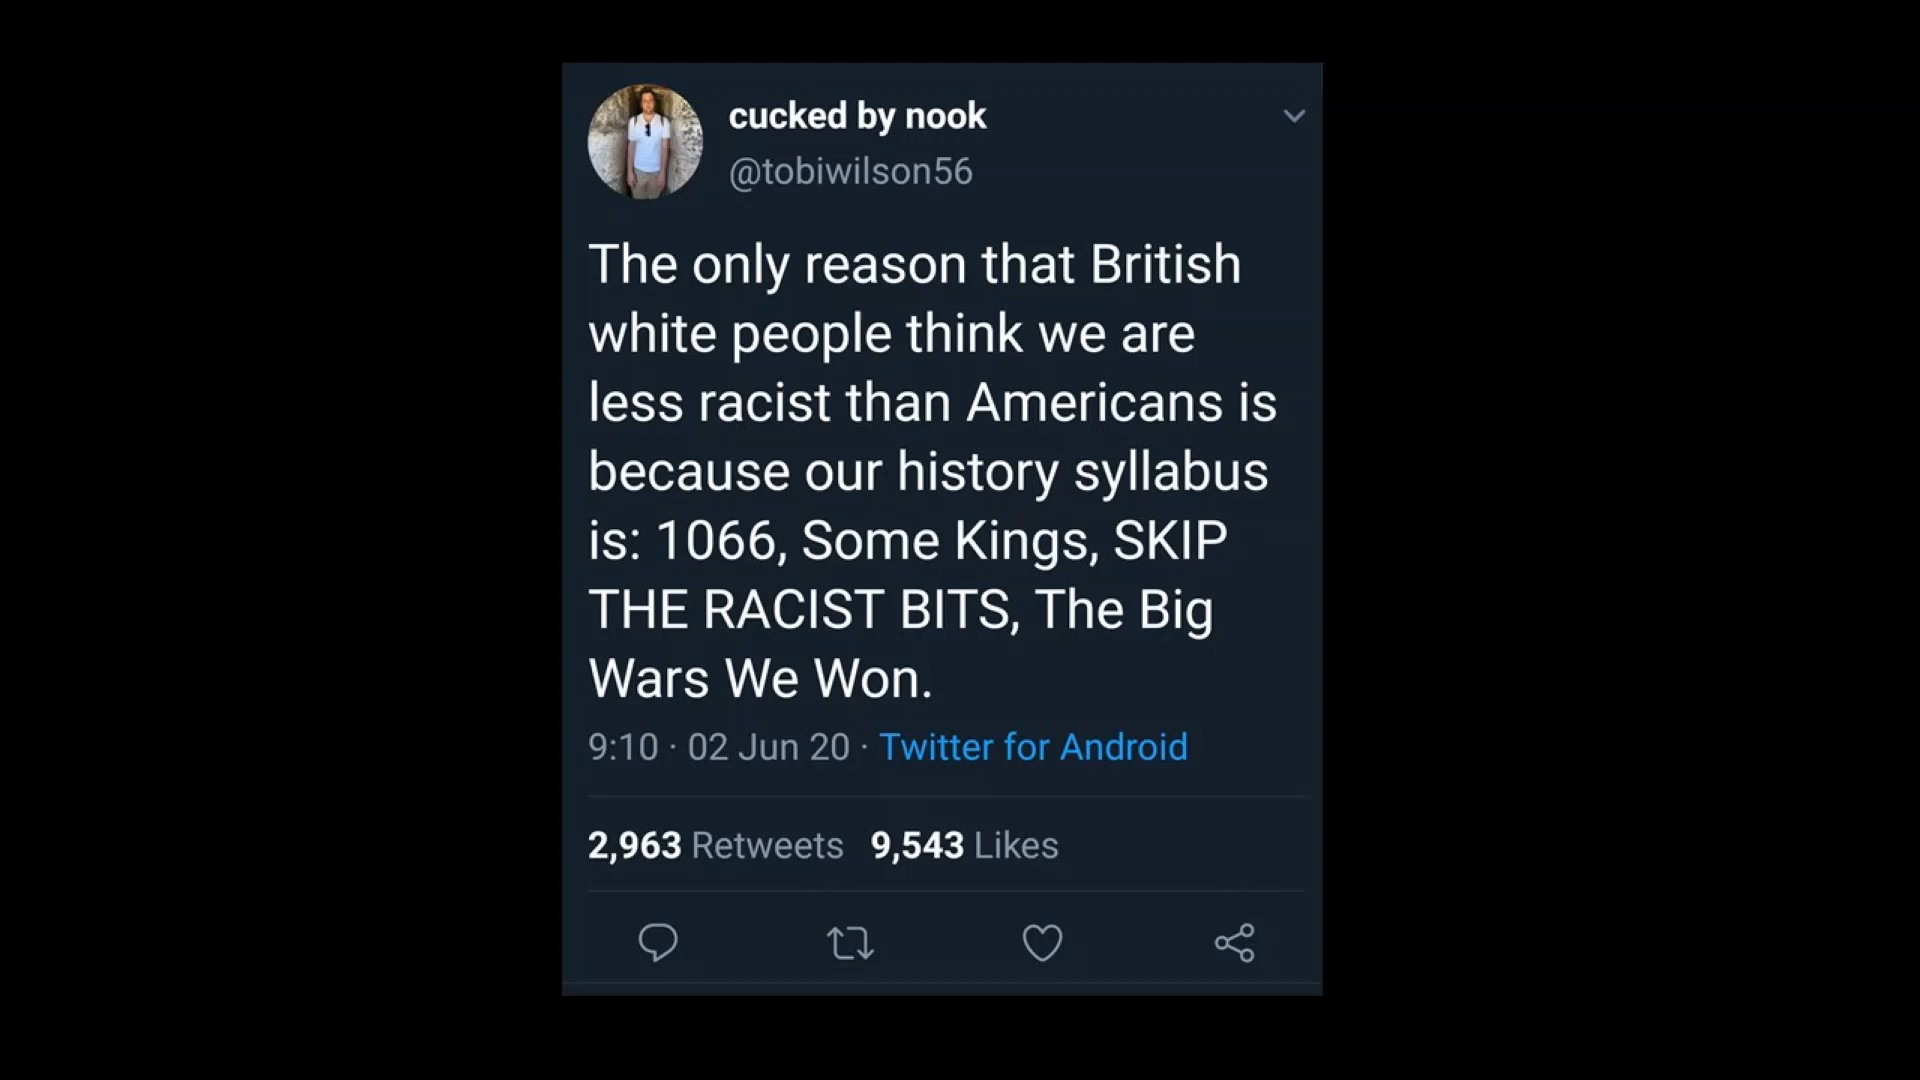 cucked by nook
@tobiwilson56
The only reason that British
white people think we are
less racist than Americans is
because our history syllabus
is: 1066, Some Kings, SKIP
THE RACIST BITS, The Big
Wars We Won.
9:10 · 02 Jun 20 · Twitter for Android
2,963 Retweets 9,543 Likes